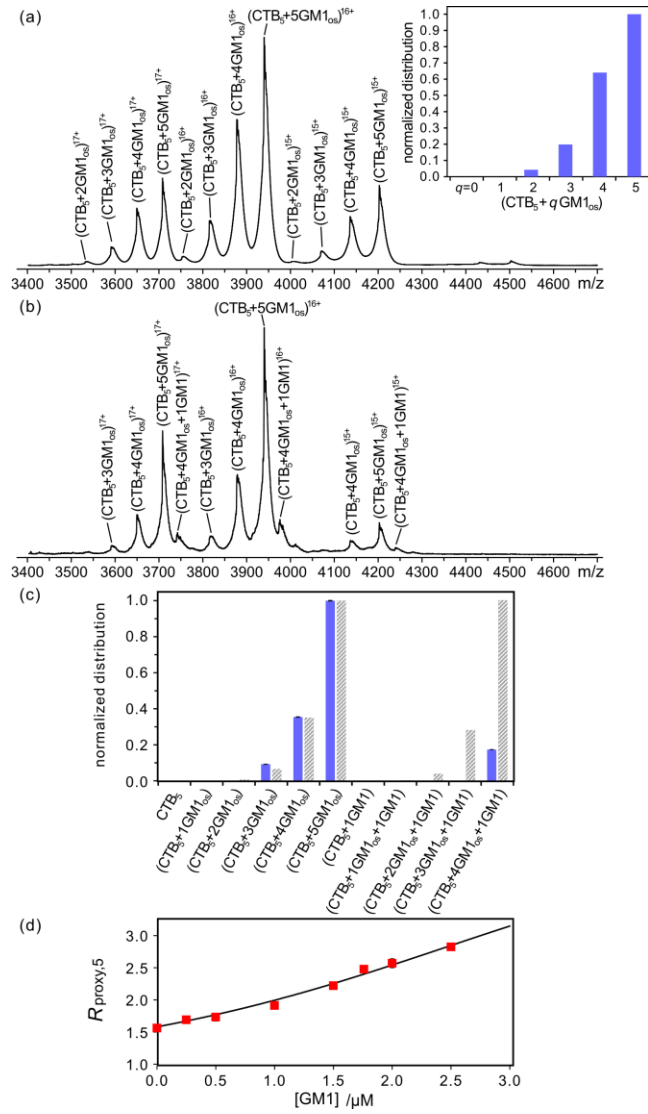 (a)
(CTB5+2GM1os)17+
(CTB5+3GM1os)17+
(CTB5+4GM1os)17+
(CTB5+5GM1os)17+
(CTB5+2GM1os)16+
(CTB5+3GM1os)16+
(CTB5+4GM1os)16+
(CTB5+5GM1os)16+
(CTB5+2GM1os)15+
(CTB5+3GM1os)15+
(CTB5+4GM1os)15+
(CTB5+5GM1os)15+
normalized distribution
1.0
0.9
0.8
0.7
0.6
0.5
0.4
0.3
0.2
0.1
0.0
q=0 1 2 3 4 5
(CTB5+qGM1os)
3400 3500 3600 3700 3800 3900 4000 4100 4200 4300 4400 4500 4600 m/z
(b)
(CTB5+3GM1os)17+
(CTB5+4GM1os)17+
(CTB5+5GM1os)17+
(CTB5+4GM1os+1GM1)17+
(CTB5+3GM1os)16+
(CTB5+4GM1os)16+
(CTB5+5GM1os)16+
(CTB5+4GM1os+1GM1)16+
(CTB5+4GM1os)15+
(CTB5+5GM1os)15+
(CTB5+4GM1os+1GM1)15+
3400 3500 3600 3700 3800 3900 4000 4100 4200 4300 4400 4500 4600 m/z
(c)
normalized distribution
1.0
0.8
0.6
0.4
0.2
0.0
CTB5
(CTB5+1GM1os)
(CTB5+2GM1os)
(CTB5+3GM1os)
(CTB5+4GM1os)
(CTB5+5GM1os)
(CTB5+1GM1)
(CTB5+1GM1os+1GM1)
(CTB5+2GM1os+1GM1)
(CTB5+3GM1os+1GM1)
(CTB5+4GM1os+1GM1)
(d)
Rproxy,5
3.0
2.5
2.0
1.5
1.0
0.0 0.5 1.0 1.5 2.0 2.5 3.0
[GM1] /µM